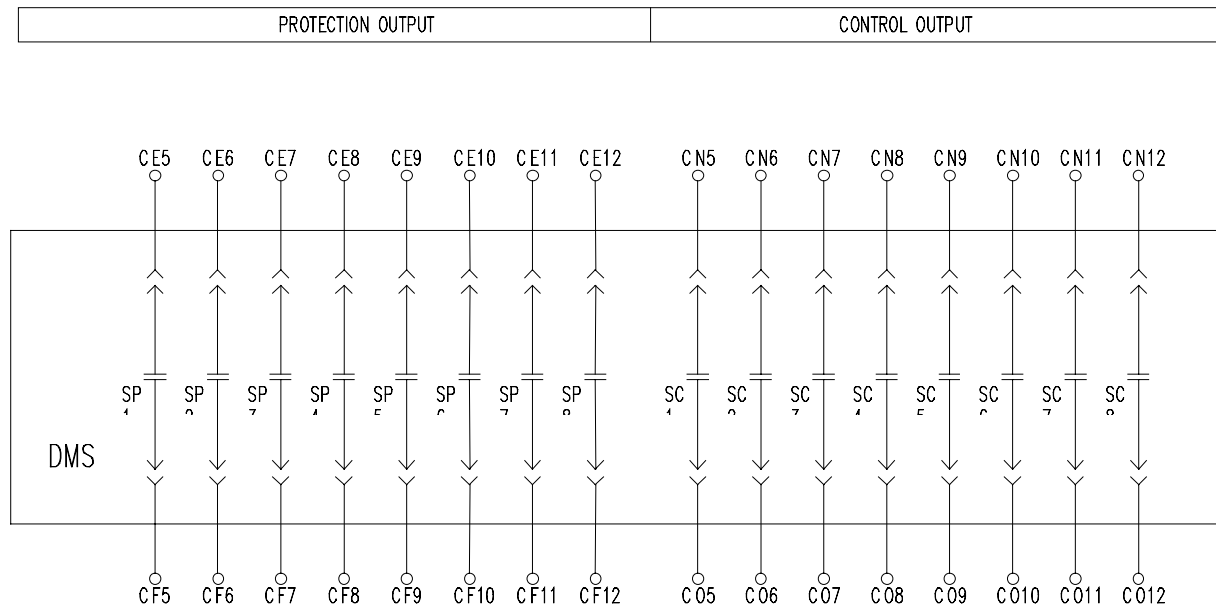 PROTECTION OUTPUT CONTROL OUTPUT
CE5 CE6 CE7 CE8 CE9 CE10 CE11 CE12 CN5 CN6 CN7 CN8 CN9 CN10 CN11 CN12
SP SP SP SP SP SP SP SP SC SC SC SC SC SC SC SC
DMS
CF5 CF6 CF7 CF8 CF9 CF10 CF11 CF12 CO5 CO6 CO7 CO8 CO9 CO10 CO11 CO12